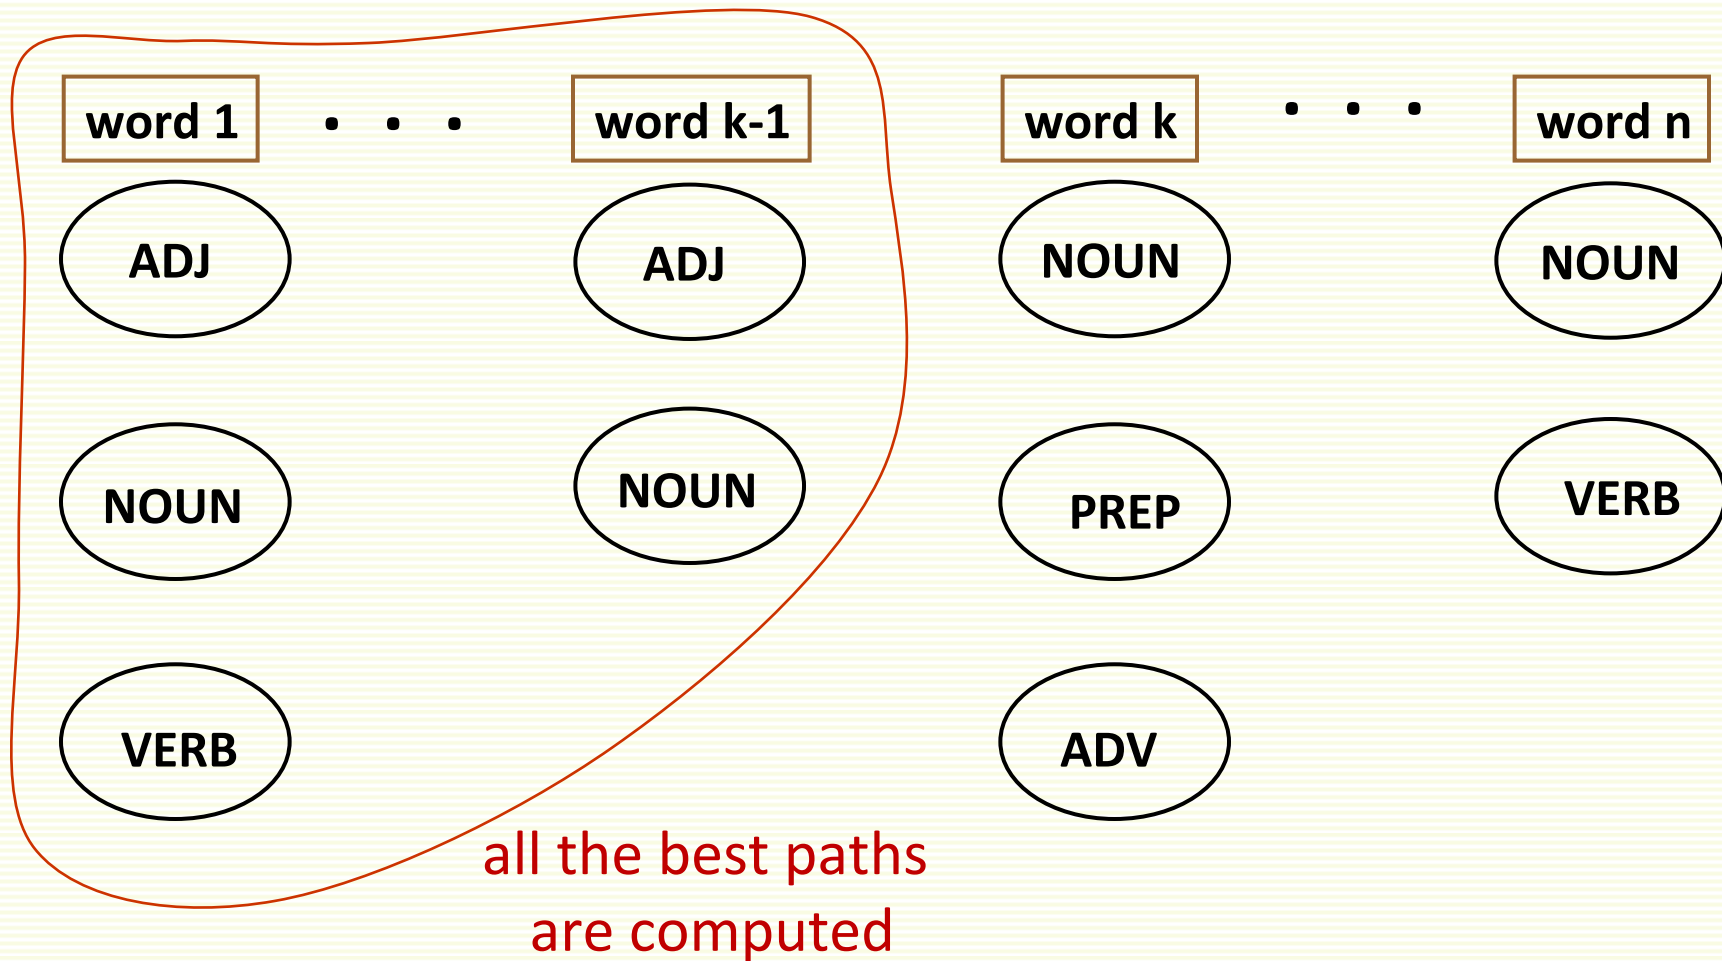 word 1 . . . word k-1 word k . . . word n
ADJ ADJ NOUN NOUN
NOUN NOUN PREP VERB
VERB ADV
all the best paths
are computed